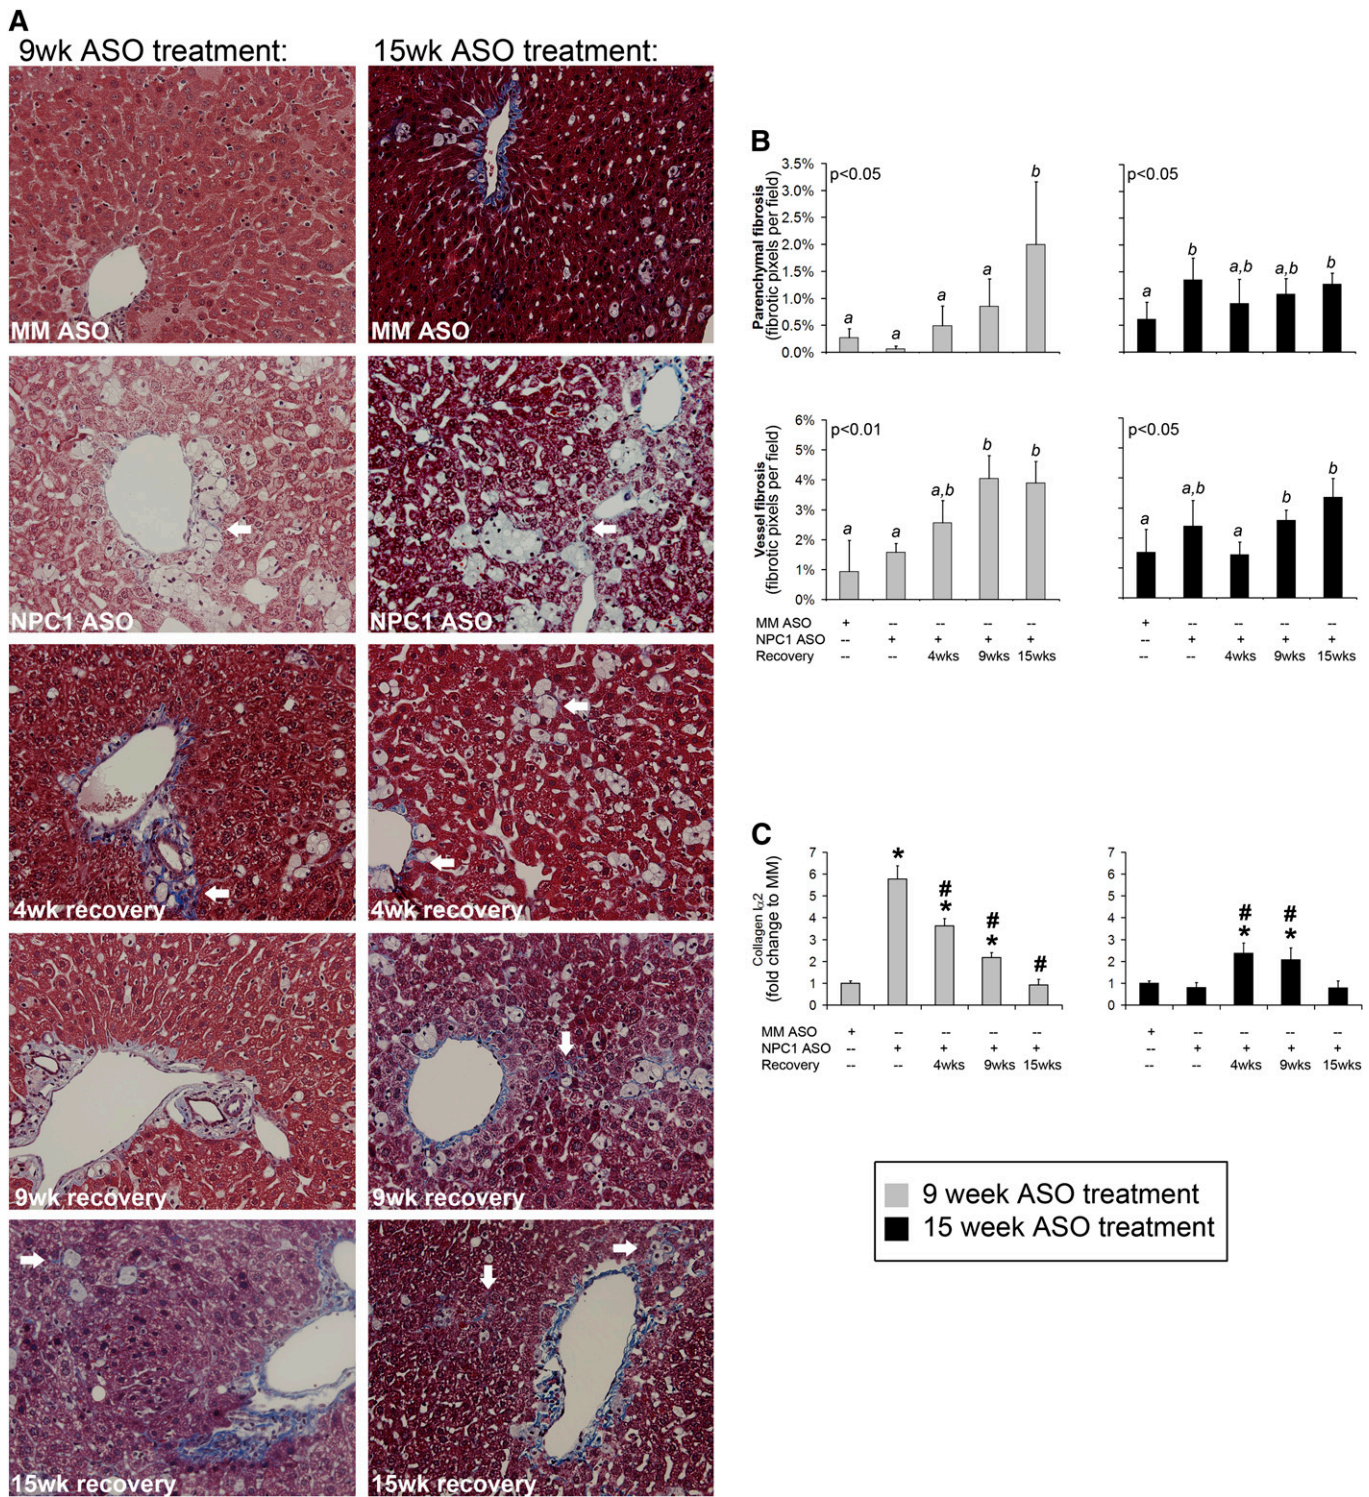 A
9wk ASO treatment:
15wk ASO treatment:
MM ASO
MM ASO
NPC1 ASO
NPC1 ASO
4wk recovery
4wk recovery
9wk recovery
9wk recovery
15wk recovery
15wk recovery
B
Parenchymal fibrosis
(fibrotic pixels per field)
3.5%
3.0%
2.5%
2.0%
1.5%
1.0%
0.5%
0.0%
p<0.05
a
a
a
a
b
p<0.05
a
b
a,b
a,b
b
Vessel fibrosis
(fibrotic pixels per field)
6%
5%
4%
3%
2%
1%
0%
p<0.01
a
a
a,b
b
b
p<0.05
a
a,b
a
b
b
MM ASO + -- -- -- -- + -- -- -- --
NPC1 ASO -- + + + + -- + + + +
Recovery -- -- 4wks 9wks 15wks -- -- 4wks 9wks 15wks
C
Collagen Iα2
(fold change to MM)
7
6
5
4
3
2
1
0
*
#
*
#
*
#
7
6
5
4
3
2
1
0
#
*
#
*
MM ASO + -- -- -- -- + -- -- -- --
NPC1 ASO -- + + + + -- + + + +
Recovery -- -- 4wks 9wks 15wks -- -- 4wks 9wks 15wks
9 week ASO treatment
15 week ASO treatment